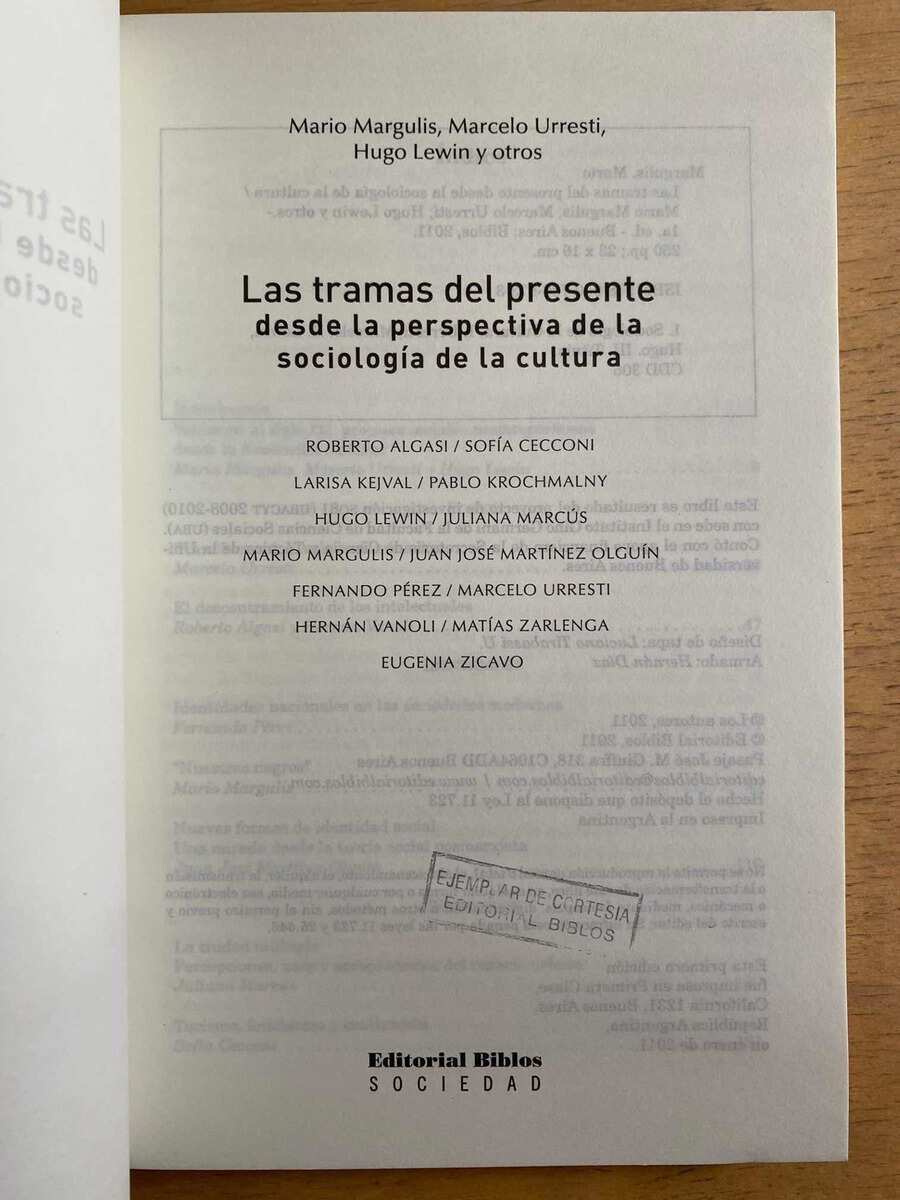 Mario Margulis, Marcelo Urresti,
Hugo Lewin y otros
Las tramas del presente
desde la perspectiva de la
sociología de la cultura
ROBERTO ALGASI / SOFÍA CECCONI
LARISA KEJVAL / PABLO KROCHMALNY
HUGO LEWIN / JULIANA MARCÚS
MARIO MARGULIS / JUAN JOSÉ MARTÍNEZ OLGUÍN
FERNANDO PÉREZ / MARCELO URRESTI
HERNÁN VANOLI / MATÍAS ZARLENGA
EUGENIA ZICAVO
EJEMPLAR DE CORTESIA
EDITORIAL BIBLOS
Editorial Biblos
SOCIEDAD